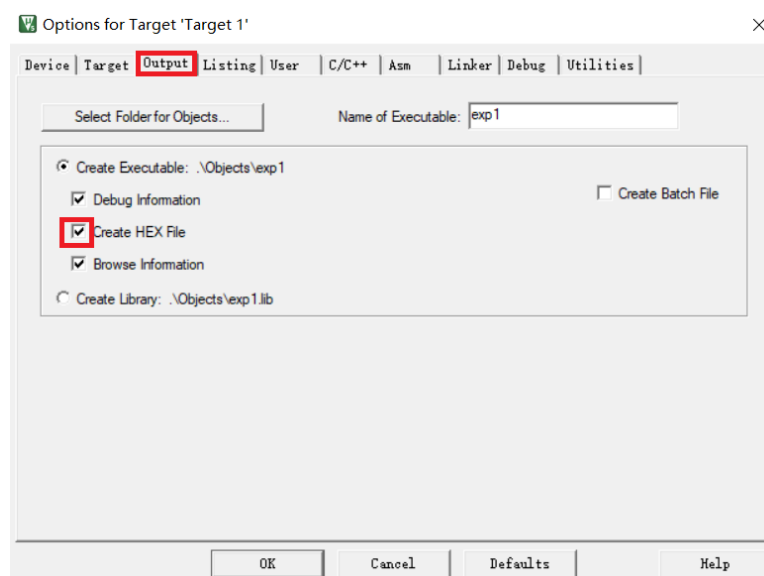 Options for Target 'Target 1'
Device Target Output Listing User C/C++ Asm Linker Debug Utilities
Select Folder for Objects... Name of Executable: exp1
Create Executable: .\Objects\exp1
Debug Information Create Batch File
Create HEX File
Browse Information
Create Library: .\Objects\exp1.lib
OK Cancel Defaults Help